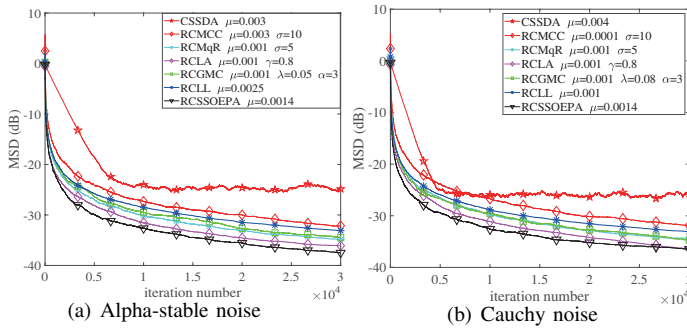 CSSDA μ=0.003
RCMCC μ=0.003 σ=10
RCMqR μ=0.001 σ=5
RCLA μ=0.001 γ=0.8
RCGMC μ=0.001 λ=0.05 α=3
RCLL μ=0.0025
RCSSOEPA μ=0.0014
MSD (dB)
10
0
-10
-20
-30
-40
0
0.5
1
1.5
2
2.5
3
iteration number
×10⁴
(a) Alpha-stable noise
CSSDA μ=0.004
RCMCC μ=0.0001 σ=10
RCMqR μ=0.001 σ=5
RCLA μ=0.001 γ=0.8
RCGMC μ=0.001 λ=0.08 α=3
RCLL μ=0.001
RCSSOEPA μ=0.0014
MSD (dB)
10
0
-10
-20
-30
-40
0
0.5
1
1.5
2
2.5
3
iteration number
×10⁴
(b) Cauchy noise